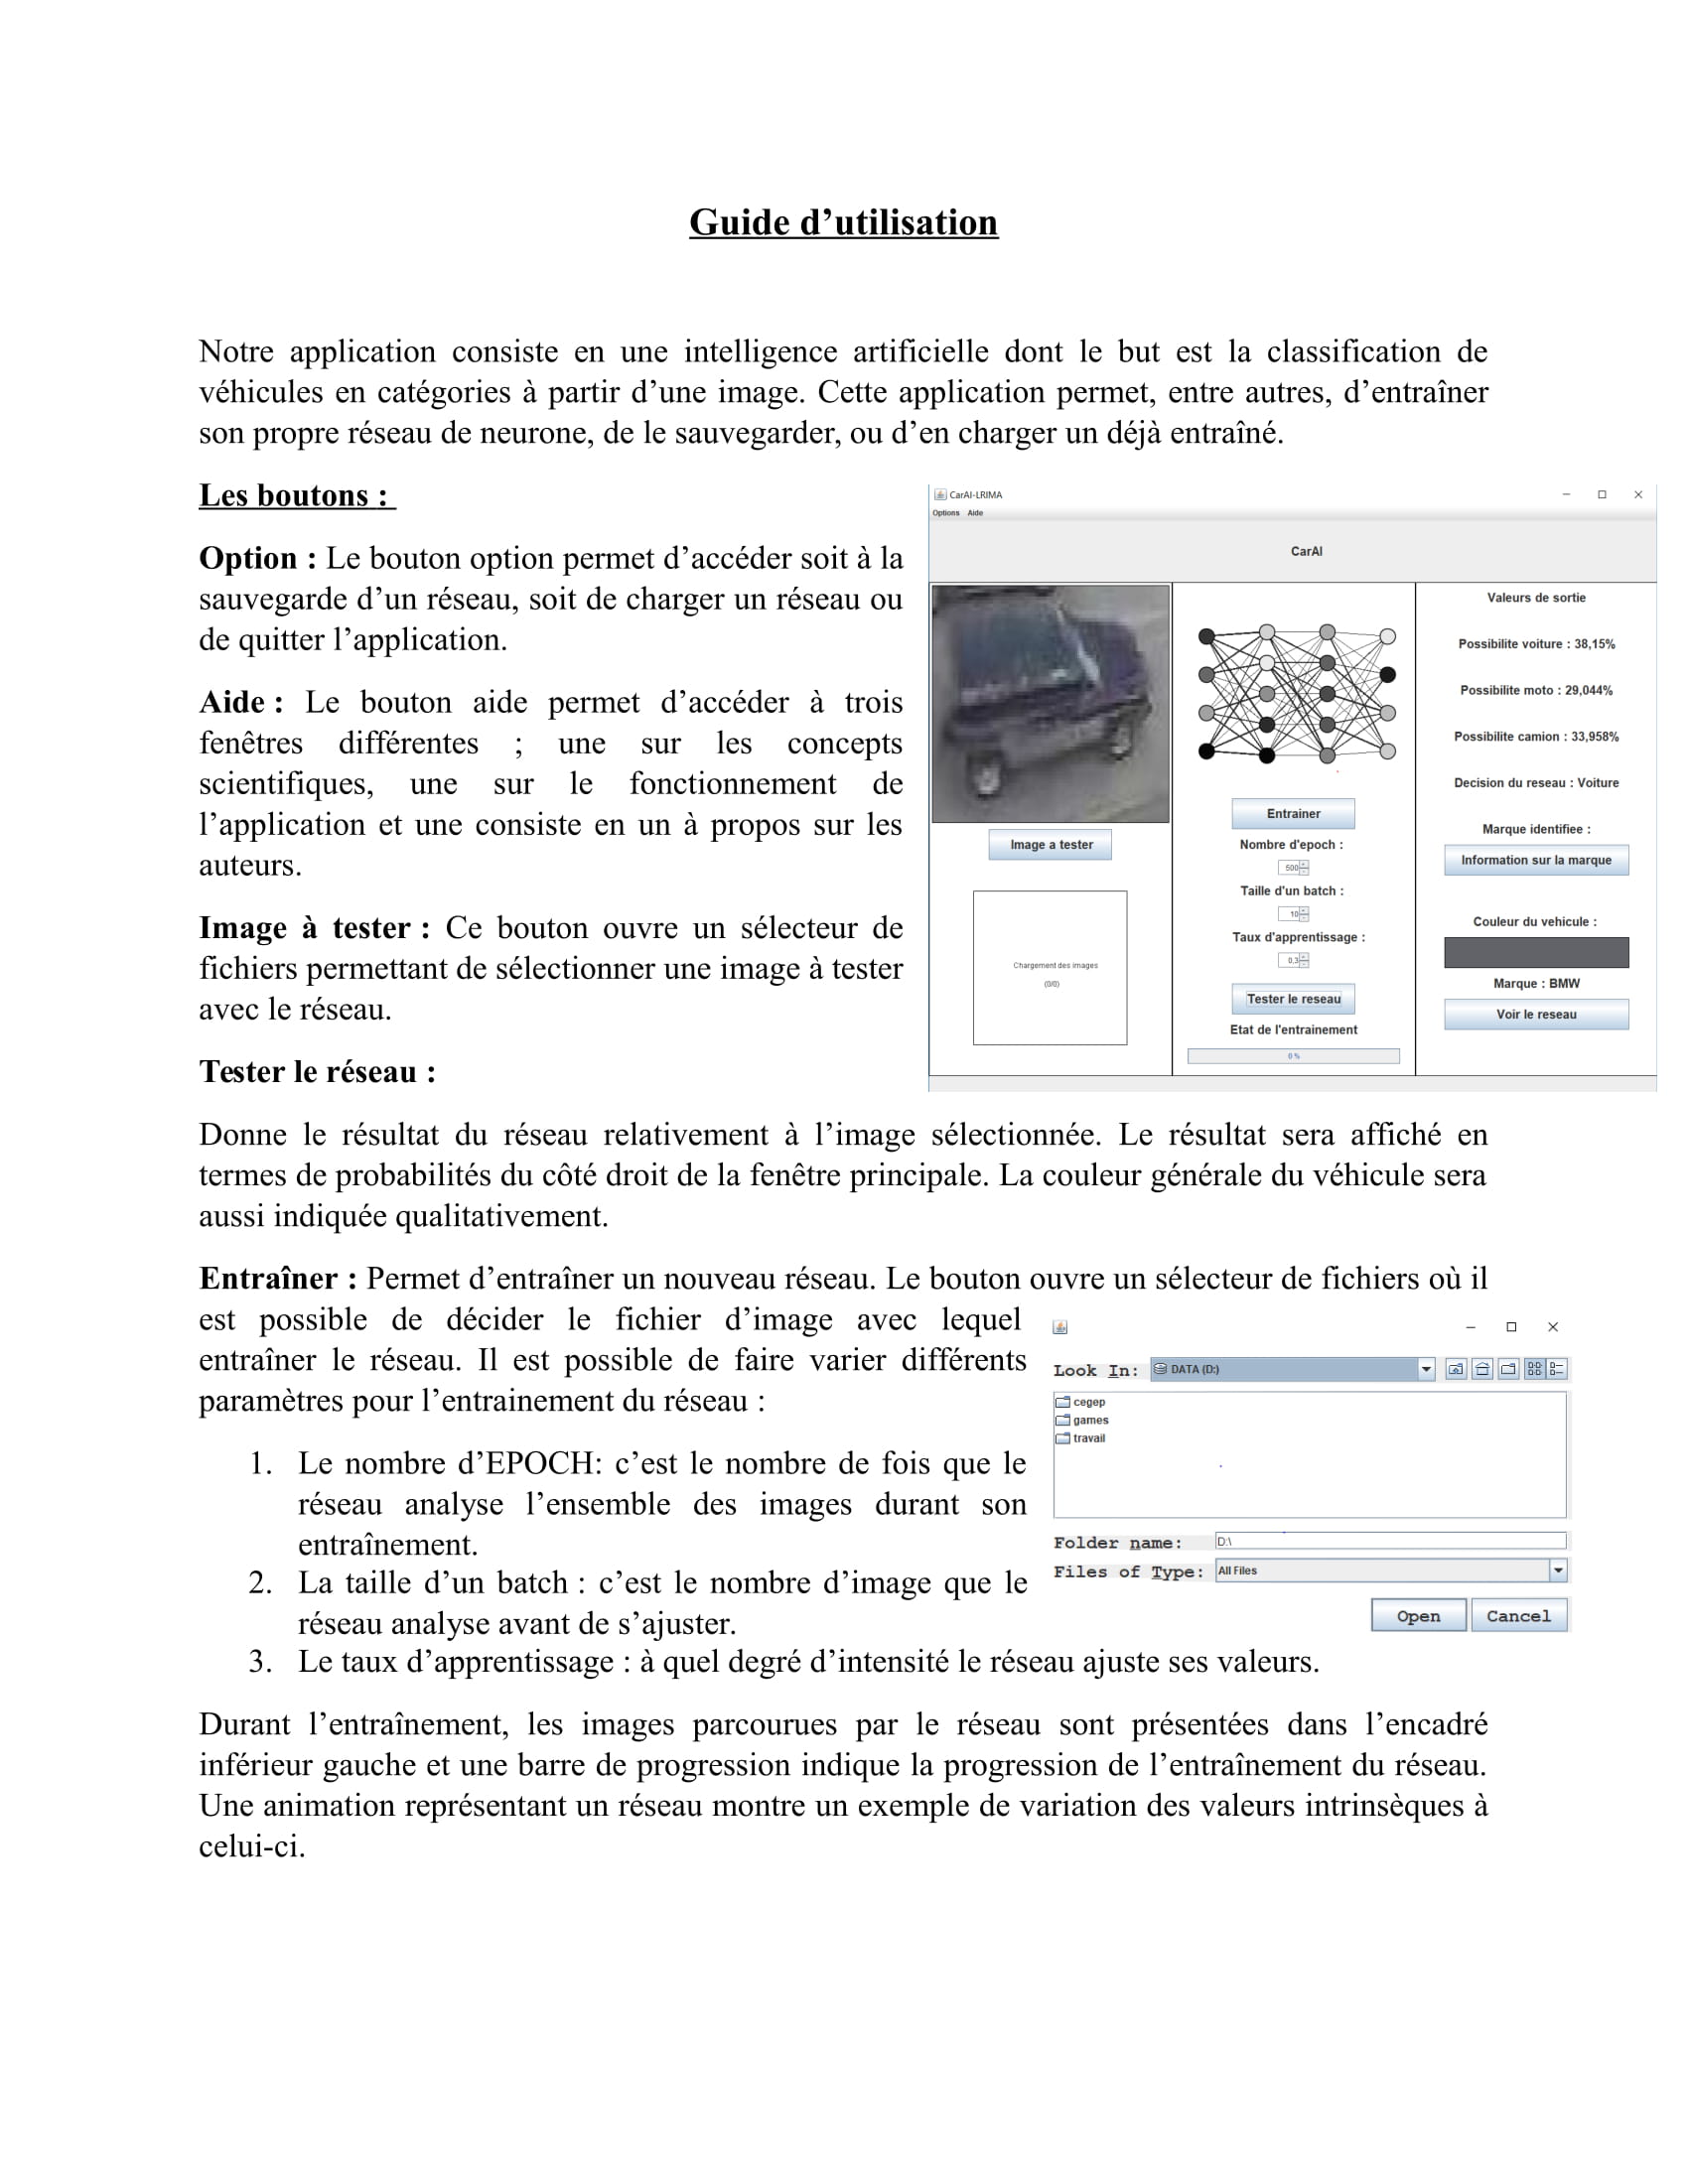 Guide d’utilisation
Notre application consiste en une intelligence artificielle dont le but est la classification de
véhicules en catégories à partir d’une image. Cette application permet, entre autres, d’entraîner
son propre réseau de neurone, de le sauvegarder, ou d’en charger un déjà entraîné.
Les boutons :
Option : Le bouton option permet d’accéder soit à la
sauvegarde d’un réseau, soit de charger un réseau ou
de quitter l’application.
Aide : Le bouton aide permet d’accéder à trois
fenêtres différentes ; une sur les concepts
scientifiques, une sur le fonctionnement de
l’application et une consiste en un à propos sur les
auteurs.
Image à tester : Ce bouton ouvre un sélecteur de
fichiers permettant de sélectionner une image à tester
avec le réseau.
CarAI-LRIMA
Options Aide
CarAI
Image a tester
Chargement des images
(0/0)
Entrainer
Nombre d'epoch :
500
Taille d'un batch :
10
Taux d'apprentissage :
0,3
Tester le reseau
Etat de l'entrainement
0 %
Valeurs de sortie
Possibilite voiture : 38,15%
Possibilite moto : 29,044%
Possibilite camion : 33,958%
Decision du reseau : Voiture
Marque identifiee :
Information sur la marque
Couleur du vehicule :
Marque : BMW
Voir le reseau
Tester le réseau :
Donne le résultat du réseau relativement à l’image sélectionnée. Le résultat sera affiché en
termes de probabilités du côté droit de la fenêtre principale. La couleur générale du véhicule sera
aussi indiquée qualitativement.
Entraîner : Permet d’entraîner un nouveau réseau. Le bouton ouvre un sélecteur de fichiers où il
est possible de décider le fichier d’image avec lequel
entraîner le réseau. Il est possible de faire varier différents
paramètres pour l’entrainement du réseau :
1. Le nombre d’EPOCH: c’est le nombre de fois que le
réseau analyse l’ensemble des images durant son
entraînement.
2. La taille d’un batch : c’est le nombre d’image que le
réseau analyse avant de s’ajuster.
3. Le taux d’apprentissage : à quel degré d’intensité le réseau ajuste ses valeurs.
Look In: DATA (D:)
cegep
games
travail
Folder name: D:\
Files of Type: All Files
Open Cancel
Durant l’entraînement, les images parcourues par le réseau sont présentées dans l’encadré
inférieur gauche et une barre de progression indique la progression de l’entraînement du réseau.
Une animation représentant un réseau montre un exemple de variation des valeurs intrinsèques à
celui-ci.